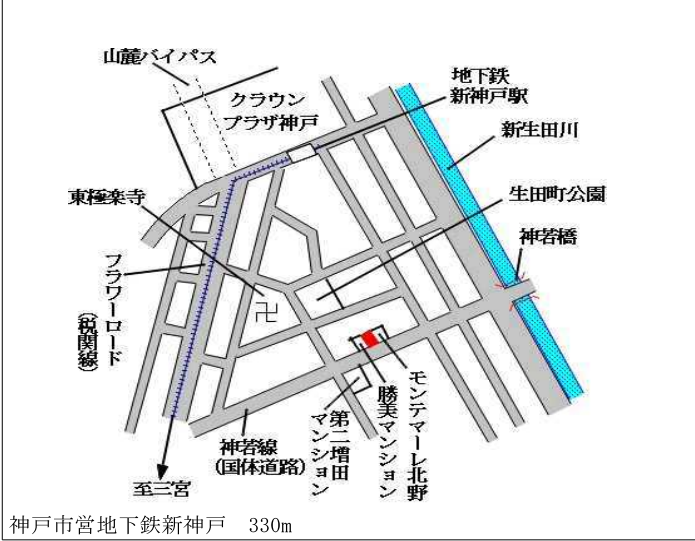 山麓バイパス
クラウン
プラザ神戸
地下鉄
新神戸駅
新生田川
東極楽寺
生田町公園
神若橋
フラワーロード
（税関線）
卍
神若線
（国体道路）
第二増田
マンション
勝美マンション
モンテマーレ北野
至三宮
神戸市営地下鉄新神戸　330m